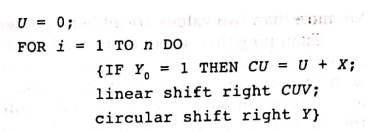 U = 0;
FOR i = 1 TO n DO
{IF Y₀ = 1 THEN CU = U + X;
linear shift right CUV;
circular shift right Y}